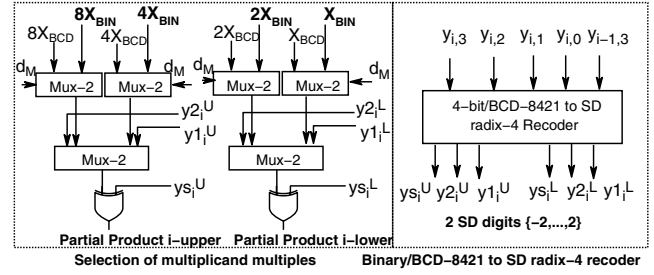 8X_BIN 4X_BIN 2X_BIN X_BIN
8X_BCD 4X_BCD 2X_BCD X_BCD
d_M d_M d_M
Mux−2 Mux−2 Mux−2 Mux−2
y2_i^U y2_i^L
y1_i^U y1_i^L
Mux−2 Mux−2
ys_i^U ys_i^L
Partial Product i−upper Partial Product i−lower
Selection of multiplicand multiples
y_i,3 y_i,2 y_i,1 y_i,0 y_i−1,3
4−bit/BCD−8421 to SD
radix−4 Recoder
ys_i^U y2_i^U y1_i^U ys_i^L y2_i^L y1_i^L
2 SD digits {−2,...,2}
Binary/BCD−8421 to SD radix−4 recoder